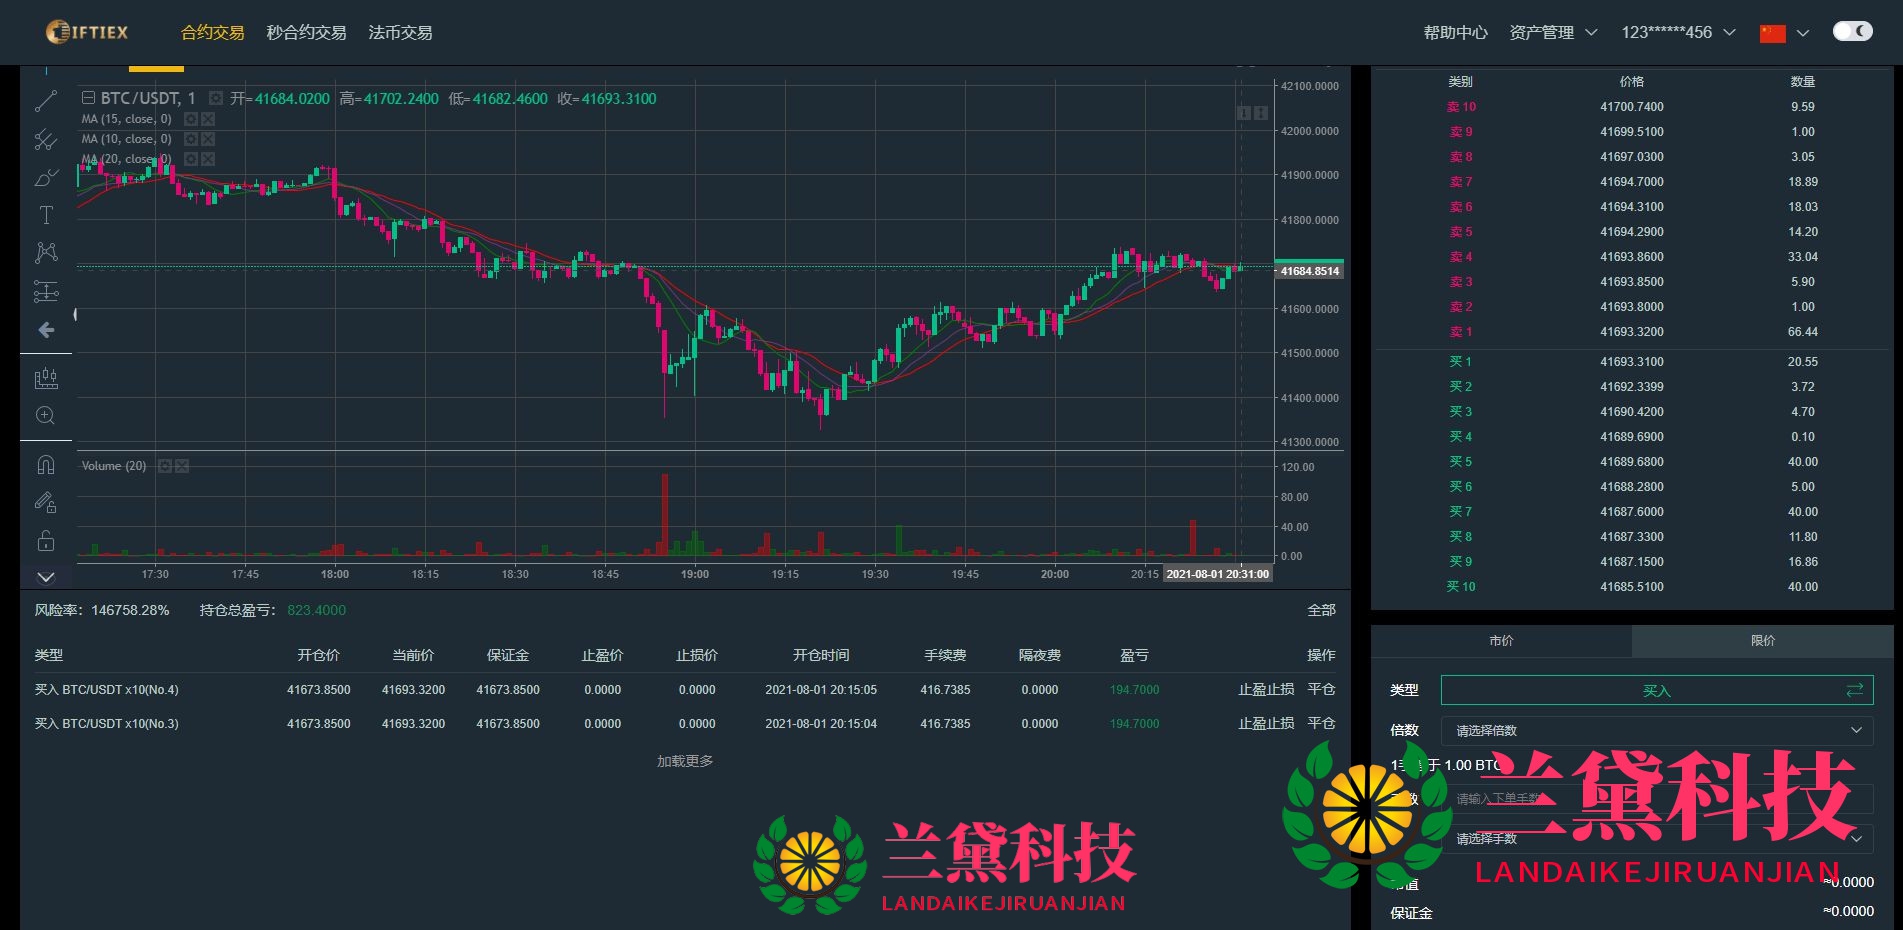 IFTIEX 合约交易 秒合约交易 法币交易 帮助中心 资产管理 123******456
BTC/USDT, 1 开=41684.0200 高=41702.2400 低=41682.4600 收=41693.3100
MA (15, close, 0)
MA (10, close, 0)
MA (20, close, 0)
42100.0000
42000.0000
41900.0000
41800.0000
41684.8514
41600.0000
41500.0000
41400.0000
41300.0000
Volume (20)
120.00
80.00
40.00
0.00
17:30 17:45 18:00 18:15 18:30 18:45 19:00 19:15 19:30 19:45 20:00 20:15 2021-08-01 20:31:00
类别 价格 数量
卖 10 41700.7400 9.59
卖 9 41699.5100 1.00
卖 8 41697.0300 3.05
卖 7 41694.7000 18.89
卖 6 41694.3100 18.03
卖 5 41694.2900 14.20
卖 4 41693.8600 33.04
卖 3 41693.8500 5.90
卖 2 41693.8000 1.00
卖 1 41693.3200 66.44
买 1 41693.3100 20.55
买 2 41692.3399 3.72
买 3 41690.4200 4.70
买 4 41689.6900 0.10
买 5 41689.6800 40.00
买 6 41688.2800 5.00
买 7 41687.6000 40.00
买 8 41687.3300 11.80
买 9 41687.1500 16.86
买 10 41685.5100 40.00
风险率：146758.28% 持仓总盈亏： 823.4000 全部
类型 开仓价 当前价 保证金 止盈价 止损价 开仓时间 手续费 隔夜费 盈亏 操作
买入 BTC/USDT x10(No.4) 41673.8500 41693.3200 41673.8500 0.0000 0.0000 2021-08-01 20:15:05 416.7385 0.0000 194.7000 止盈止损 平仓
买入 BTC/USDT x10(No.3) 41673.8500 41693.3200 41673.8500 0.0000 0.0000 2021-08-01 20:15:04 416.7385 0.0000 194.7000 止盈止损 平仓
加载更多
市价 限价
类型 买入
倍数 请选择倍数
1手 于 1.00 BTC
数 请输入下单手数
请选择手数
值 ≈0.0000
保证金 ≈0.0000
兰黛科技
LANDAIKEJIRUANJIAN
兰黛科技
LANDAIKEJIRUANJIAN